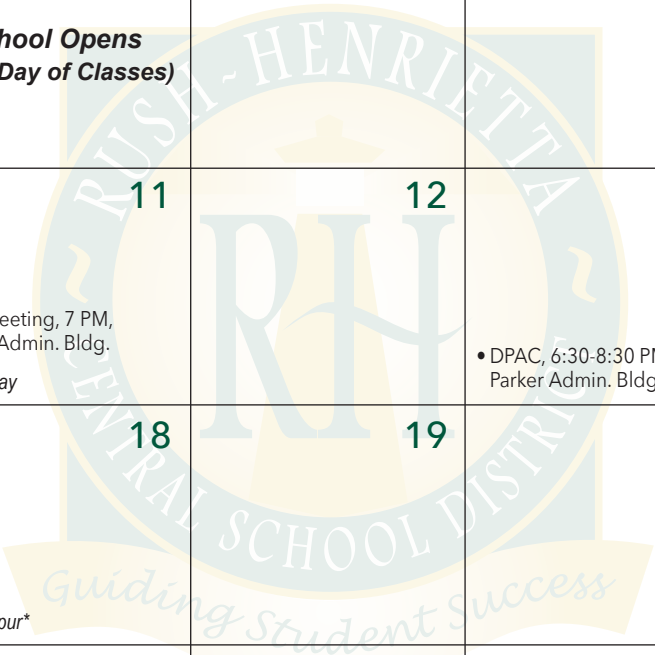 hool Opens
Day of Classes)
RUSH~HENRIETTA
11
12
RH
eeting, 7 PM,
Admin. Bldg.
ay
• DPAC, 6:30-8:30 PM
Parker Admin. Bldg
~ CENTRAL SCHOOL DISTRICT ~
18
19
Guiding Student Success
our*